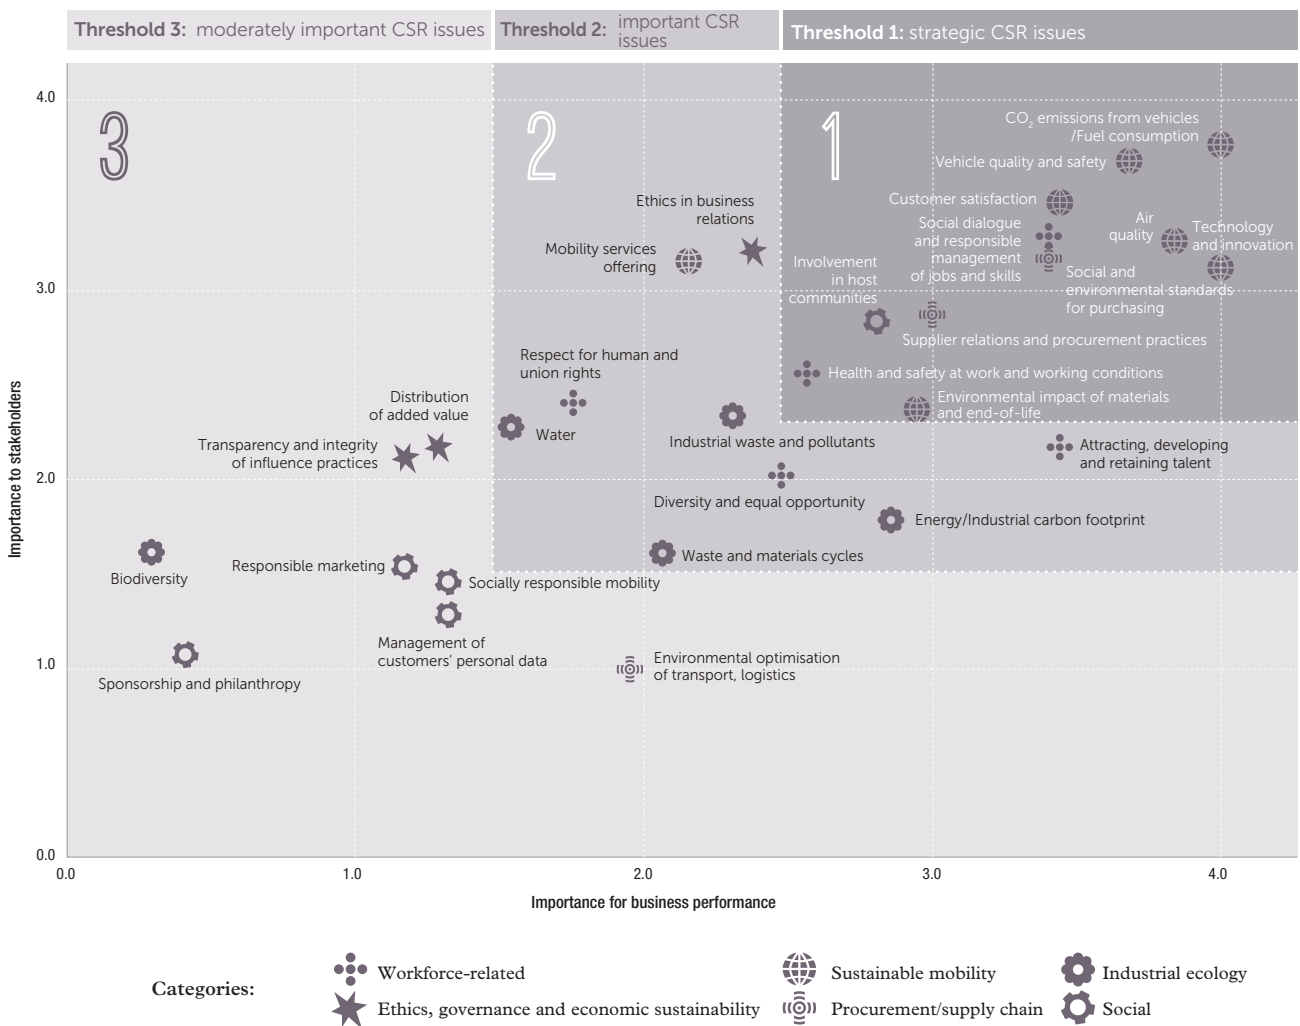 Threshold 3: moderately important CSR issues
Threshold 2: important CSR
issues
Threshold 1: strategic CSR issues
4.0
3
2
1
CO2 emissions from vehicles
/Fuel consumption
Vehicle quality and safety
Customer satisfaction
Ethics in business
relations
Social dialogue
and responsible
management
of jobs and skills
Air
quality
Technology
and innovation
Mobility services
offering
Involvement
in host
communities
Social and
environmental standards
for purchasing
3.0
Supplier relations and procurement practices
Respect for human and
union rights
Health and safety at work and working conditions
Distribution
of added value
Environmental impact of materials
and end-of-life
Water
Industrial waste and pollutants
Transparency and integrity
of influence practices
Attracting, developing
and retaining talent
2.0
Diversity and equal opportunity
Energy/Industrial carbon footprint
Waste and materials cycles
Biodiversity
Responsible marketing
Socially responsible mobility
Management of
customers’ personal data
Environmental optimisation
of transport, logistics
1.0
Sponsorship and philanthropy
0.0
Importance to stakeholders
0.0
1.0
2.0
3.0
4.0
Importance for business performance
Categories:
Workforce-related
Sustainable mobility
Industrial ecology
Ethics, governance and economic sustainability
Procurement/supply chain
Social